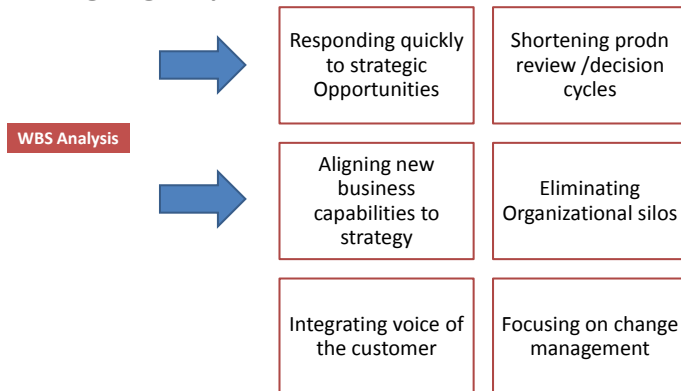 WBS Analysis
Responding quickly
to strategic
Opportunities
Shortening prodn
review /decision
cycles
Aligning new
business
capabilities to
strategy
Eliminating
Organizational silos
Integrating voice of
the customer
Focusing on change
management